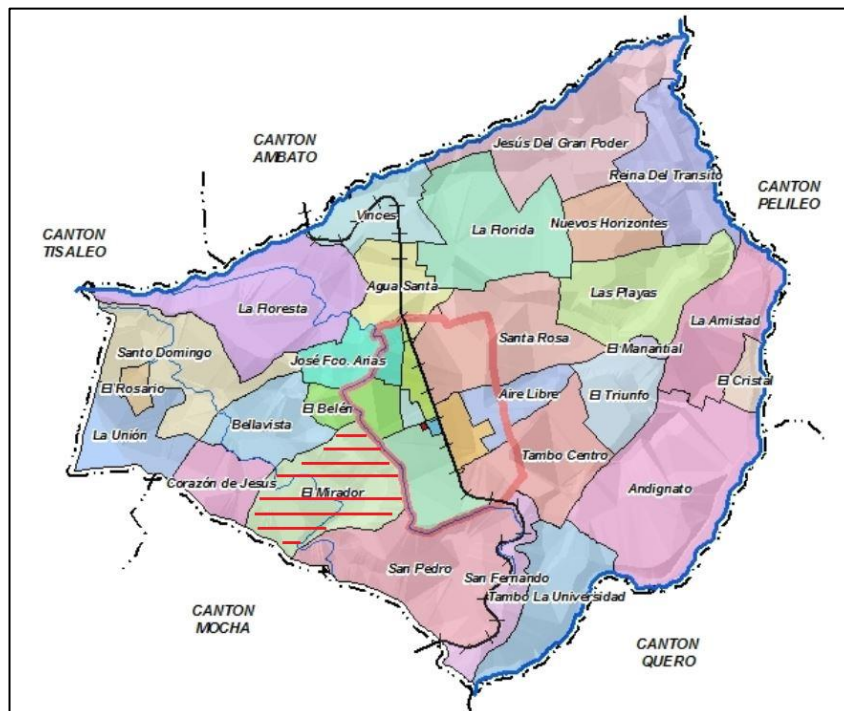 CANTON
AMBATO
Jesús Del Gran Poder
Reina Del Transito
CANTON
PELILEO
Vinces
La Florida
Nuevos Horizontes
CANTON
TISALEO
Agua Santa
Las Playas
La Floresta
La Amistad
Santa Rosa
El Manantial
Santo Domingo
José Fco. Arias
El Cristal
El Rosario
Aire Libre
El Triunfo
El Belén
Bellavista
La Unión
Tambo Centro
Corazón de Jesús
El Mirador
Andignato
San Pedro
San Fernando
Tambo La Universidad
CANTON
MOCHA
CANTON
QUERO